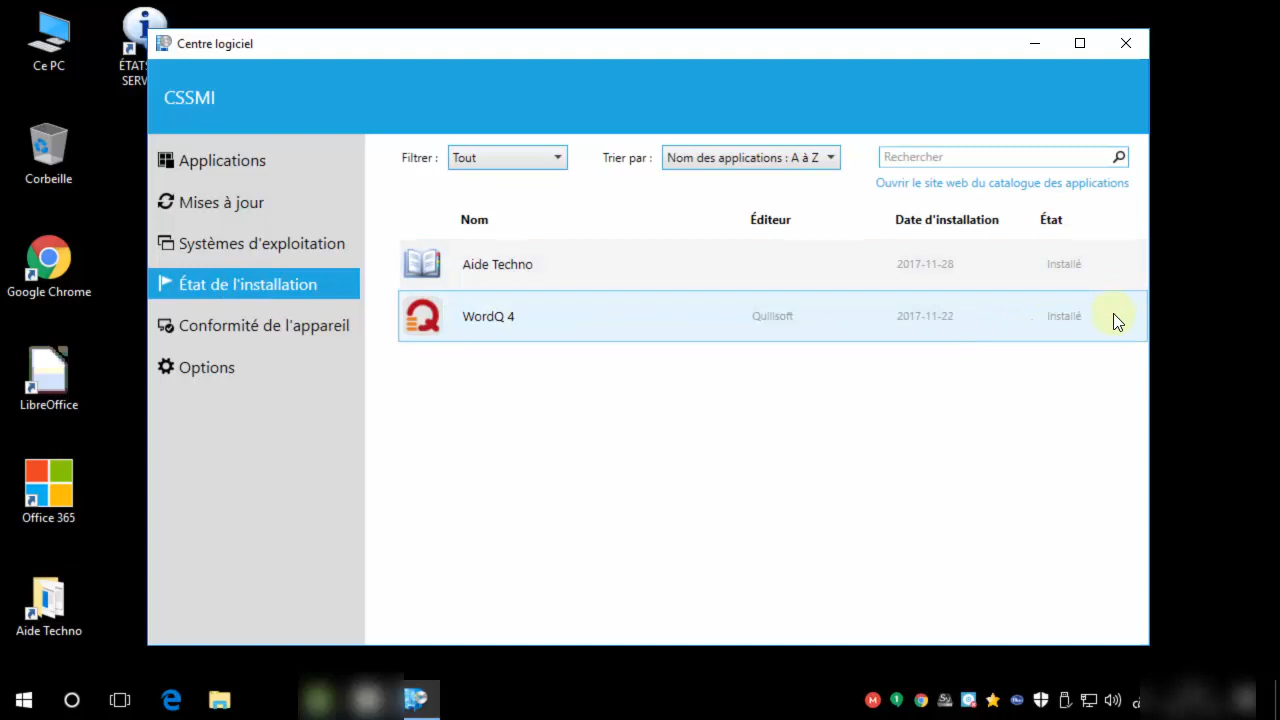 Ce PC
Corbeille
Google Chrome
LibreOffice
Office 365
Aide Techno
Centre logiciel
CSSMI
Applications
Mises à jour
Systèmes d'exploitation
État de l'installation
Conformité de l'appareil
Options
Filtrer : Tout Trier par : Nom des applications : A à Z Rechercher
Ouvrir le site web du catalogue des applications
Nom Éditeur Date d'installation État
Aide Techno 2017-11-28 Installé
WordQ 4 Quillsoft 2017-11-22 Installé